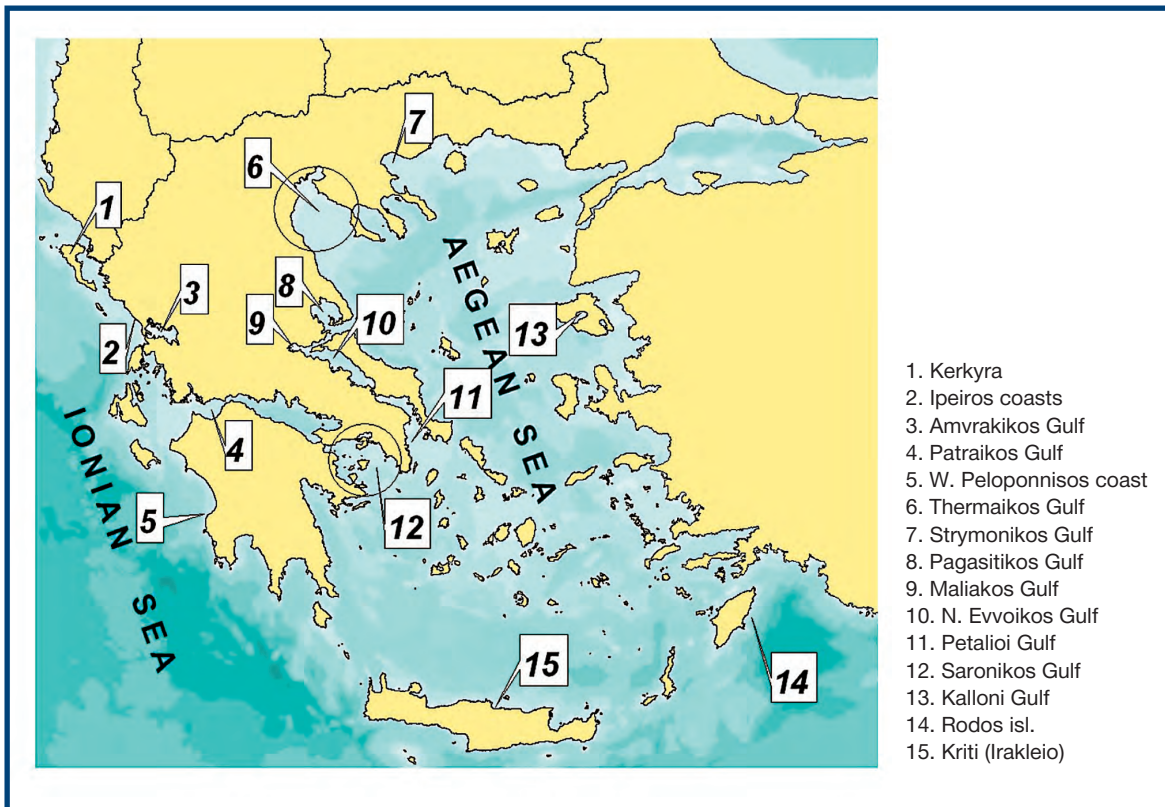 1
2
3
4
5
6
7
8
9
10
11
12
13
14
15
IONIAN SEA
AEGEAN SEA
1. Kerkyra
2. Ipeiros coasts
3. Amvrakikos Gulf
4. Patraikos Gulf
5. W. Peloponnisos coast
6. Thermaikos Gulf
7. Strymonikos Gulf
8. Pagasitikos Gulf
9. Maliakos Gulf
10. N. Evvoikos Gulf
11. Petalioi Gulf
12. Saronikos Gulf
13. Kalloni Gulf
14. Rodos isl.
15. Kriti (Irakleio)